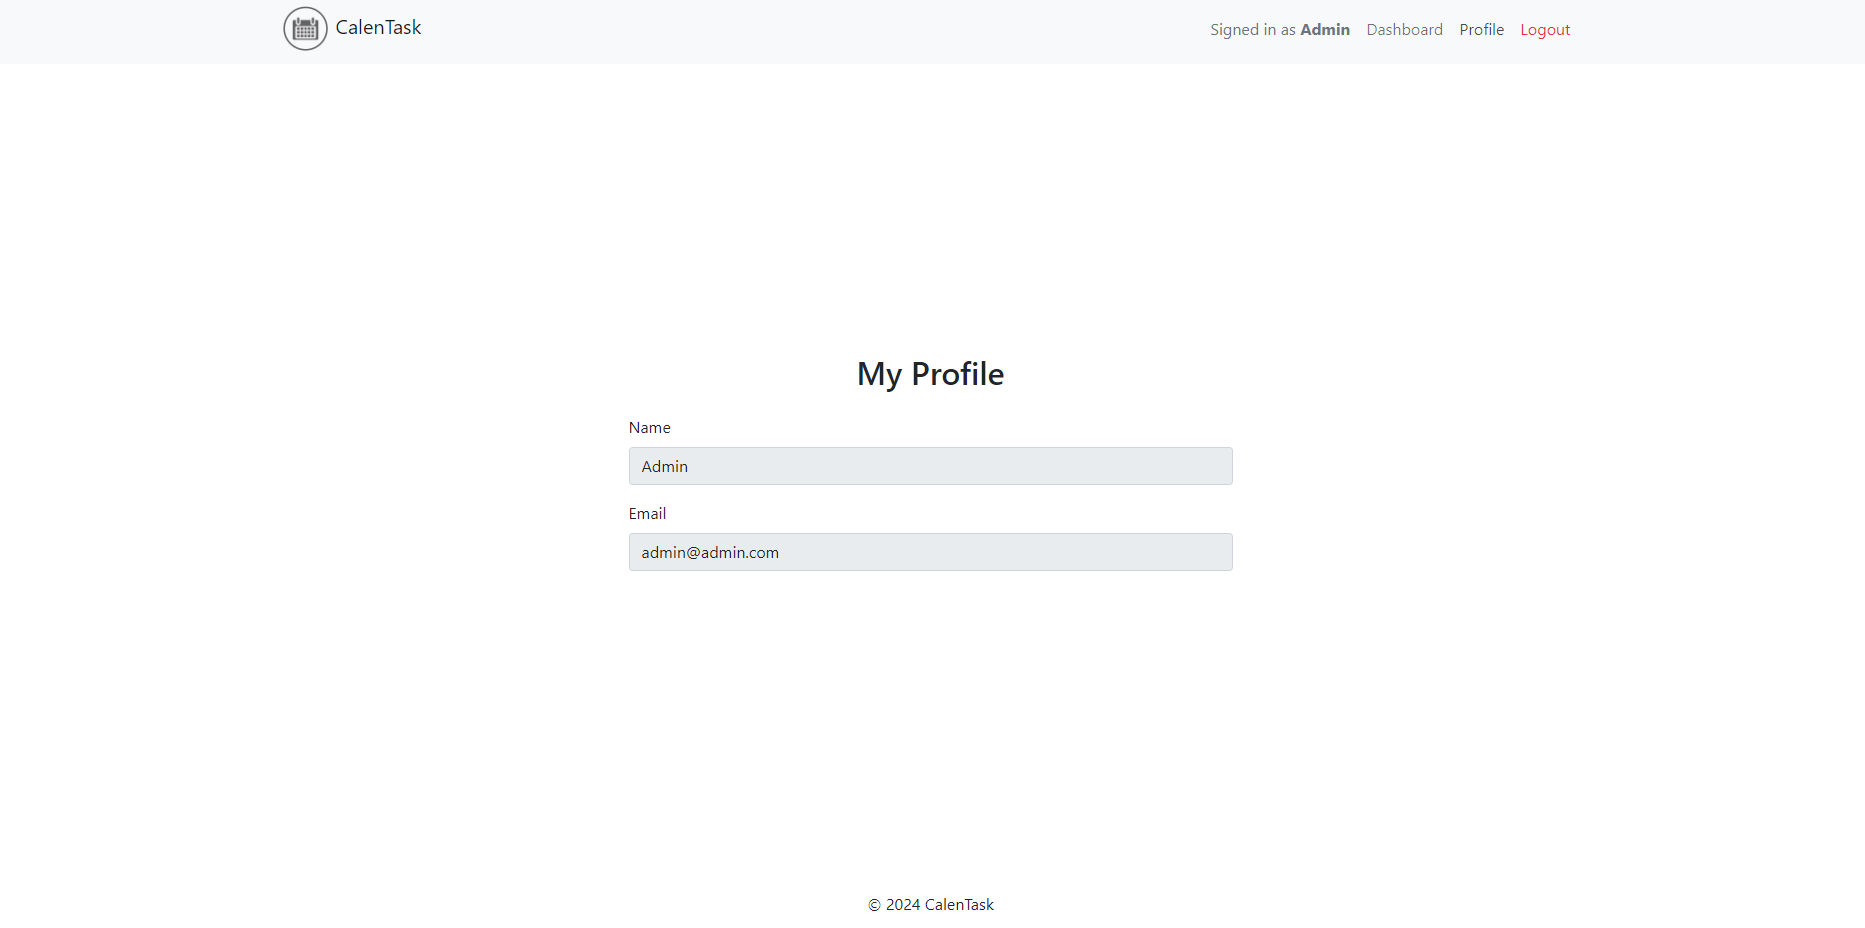 CalenTask
Signed in as Admin Dashboard Profile Logout
My Profile
Name
Admin
Email
admin@admin.com
© 2024 CalenTask